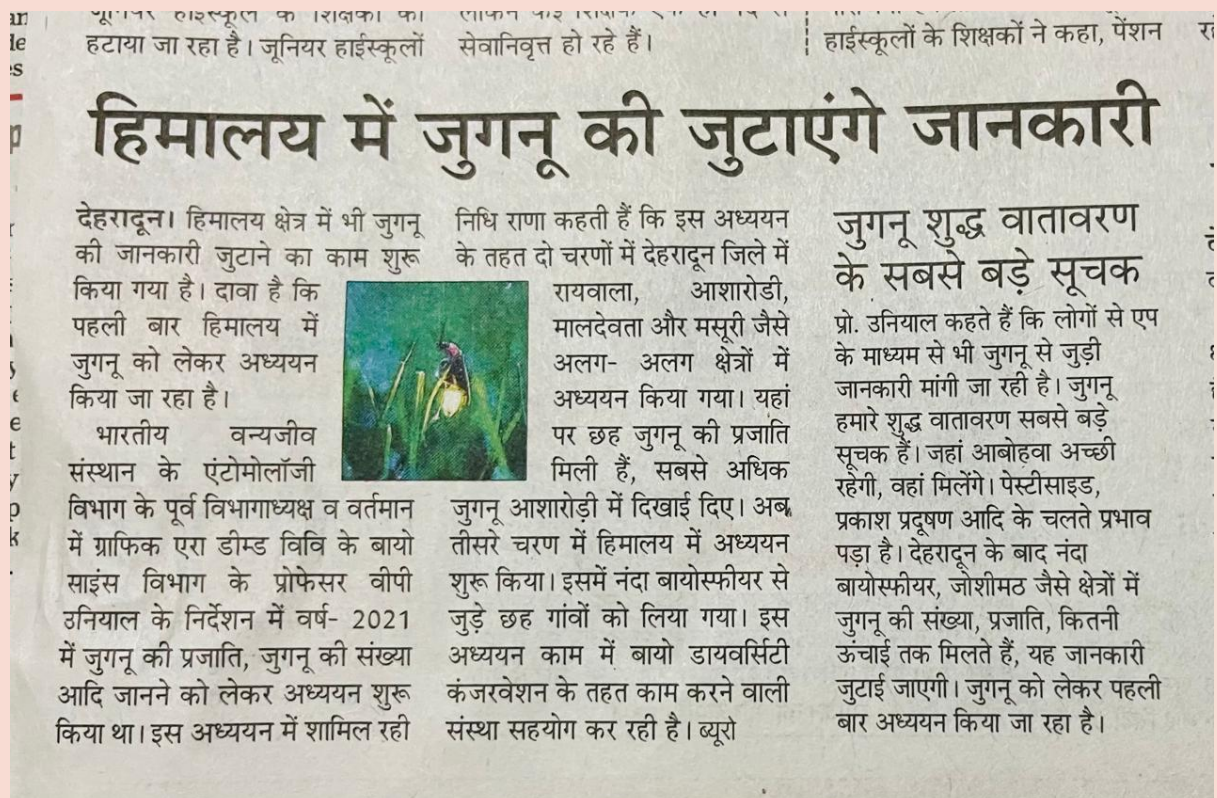 हटाया जा रहा है। जूनियर हाईस्कूलों
सेवानिवृत्त हो रहे हैं।
हाईस्कूलों के शिक्षकों ने कहा, पेंशन
हिमालय में जुगनू की जुटाएंगे जानकारी
देहरादून। हिमालय क्षेत्र में भी जुगनू
की जानकारी जुटाने का काम शुरू
किया गया है। दावा है कि
पहली बार हिमालय में
जुगनू को लेकर अध्ययन
किया जा रहा है।
भारतीय वन्यजीव
संस्थान के एंटोमोलॉजी
विभाग के पूर्व विभागाध्यक्ष व वर्तमान
में ग्राफिक एरा डीम्ड विवि के बायो
साइंस विभाग के प्रोफेसर वीपी
उनियाल के निर्देशन में वर्ष- 2021
में जुगनू की प्रजाति, जुगनू की संख्या
आदि जानने को लेकर अध्ययन शुरू
किया था। इस अध्ययन में शामिल रही
निधि राणा कहती हैं कि इस अध्ययन
के तहत दो चरणों में देहरादून जिले में
रायवाला, आशारोडी,
मालदेवता और मसूरी जैसे
अलग- अलग क्षेत्रों में
अध्ययन किया गया। यहां
पर छह जुगनू की प्रजाति
मिली हैं, सबसे अधिक
जुगनू आशारोड़ी में दिखाई दिए। अब
तीसरे चरण में हिमालय में अध्ययन
शुरू किया। इसमें नंदा बायोस्फीयर से
जुड़े छह गांवों को लिया गया। इस
अध्ययन काम में बायो डायवर्सिटी
कंजरवेशन के तहत काम करने वाली
संस्था सहयोग कर रही है। ब्यूरो
जुगनू शुद्ध वातावरण
के सबसे बड़े सूचक
प्रो. उनियाल कहते हैं कि लोगों से एप
के माध्यम से भी जुगनू से जुड़ी
जानकारी मांगी जा रही है। जुगनू
हमारे शुद्ध वातावरण सबसे बड़े
सूचक हैं। जहां आबोहवा अच्छी
रहेगी, वहां मिलेंगे। पेस्टीसाइड,
प्रकाश प्रदूषण आदि के चलते प्रभाव
पड़ा है। देहरादून के बाद नंदा
बायोस्फीयर, जोशीमठ जैसे क्षेत्रों में
जुगनू की संख्या, प्रजाति, कितनी
ऊंचाई तक मिलते हैं, यह जानकारी
जुटाई जाएगी। जुगनू को लेकर पहली
बार अध्ययन किया जा रहा है।